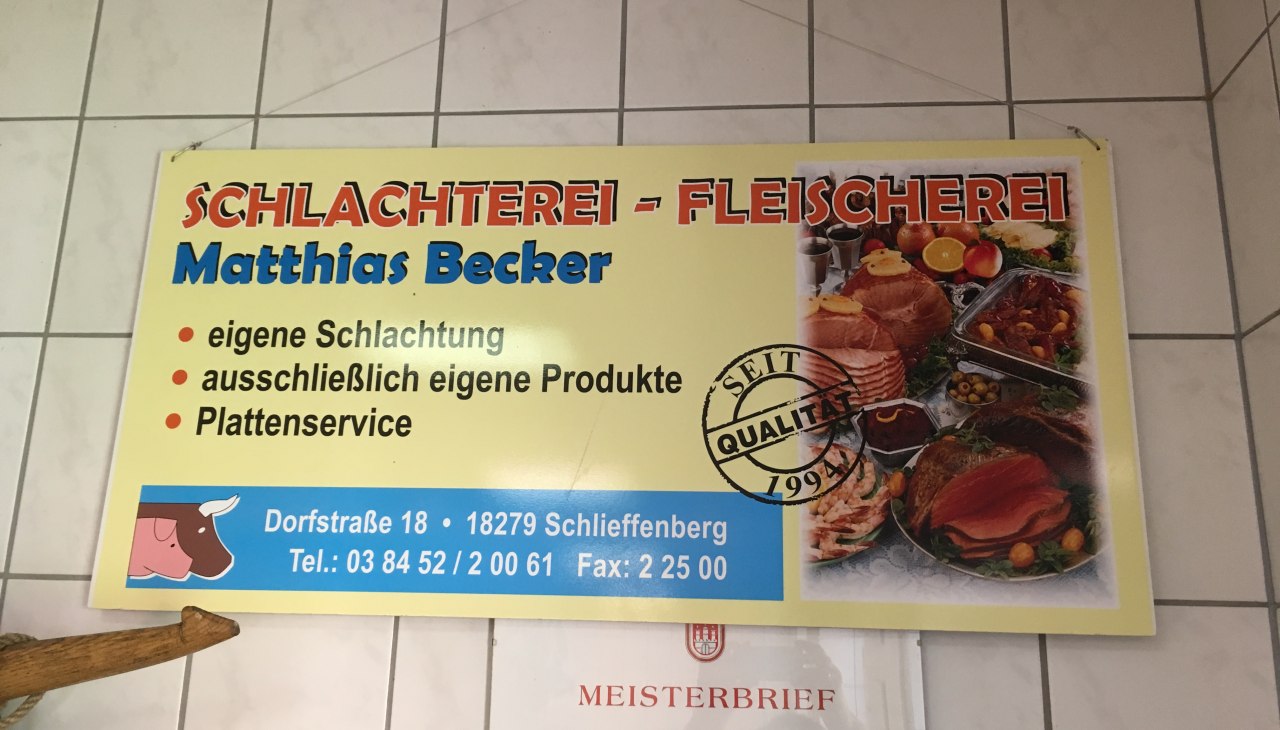 SCHLACHTEREI - FLEISCHEREI
Matthias Becker
• eigene Schlachtung
• ausschließlich eigene Produkte
• Plattenservice
SEIT
QUALITÄT
1994
Dorfstraße 18 • 18279 Schlieffenberg
Tel.: 03 84 52 / 2 00 61 Fax: 2 25 00
MEISTERBRIEF